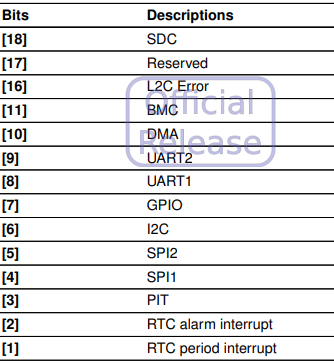 Bits Descriptions
[18] SDC
[17] Reserved
[16] L2C Error
[11] BMC
[10] DMA
[9] UART2
[8] UART1
[7] GPIO
[6] I2C
[5] SPI2
[4] SPI1
[3] PIT
[2] RTC alarm interrupt
[1] RTC period interrupt
Official
Release